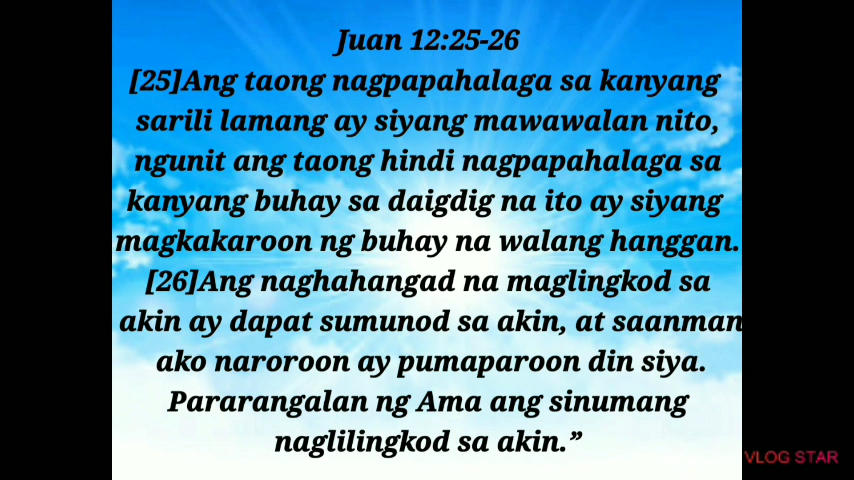 Juan 12:25-26
[25]Ang taong nagpapahalaga sa kanyang
sarili lamang ay siyang mawawalan nito,
ngunit ang taong hindi nagpapahalaga sa
kanyang buhay sa daigdig na ito ay siyang
magkakaroon ng buhay na walang hanggan.
[26]Ang naghahangad na maglingkod sa
akin ay dapat sumunod sa akin, at saanman
ako naroroon ay pumaparoon din siya.
Pararangalan ng Ama ang sinumang
naglilingkod sa akin.”
VLOG STAR